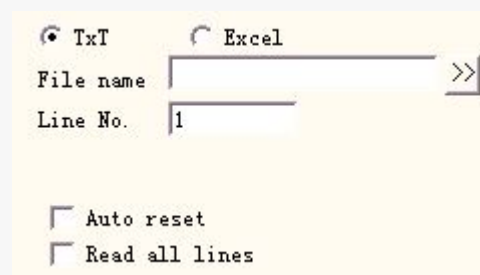 TxT Excel
File name >>
Line No. 1
Auto reset
Read all lines